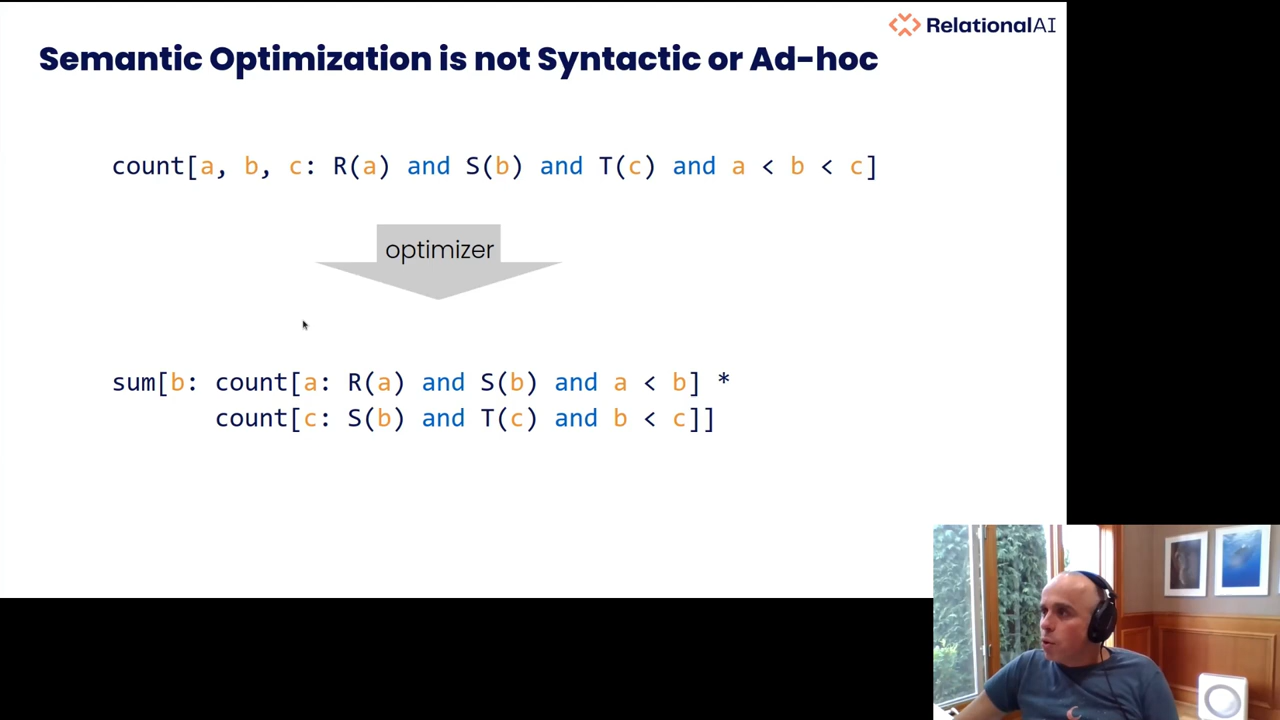 RelationalAI
Semantic Optimization is not Syntactic or Ad-hoc
count[a, b, c: R(a) and S(b) and T(c) and a < b < c]
optimizer
sum[b: count[a: R(a) and S(b) and a < b] *
count[c: S(b) and T(c) and b < c]]